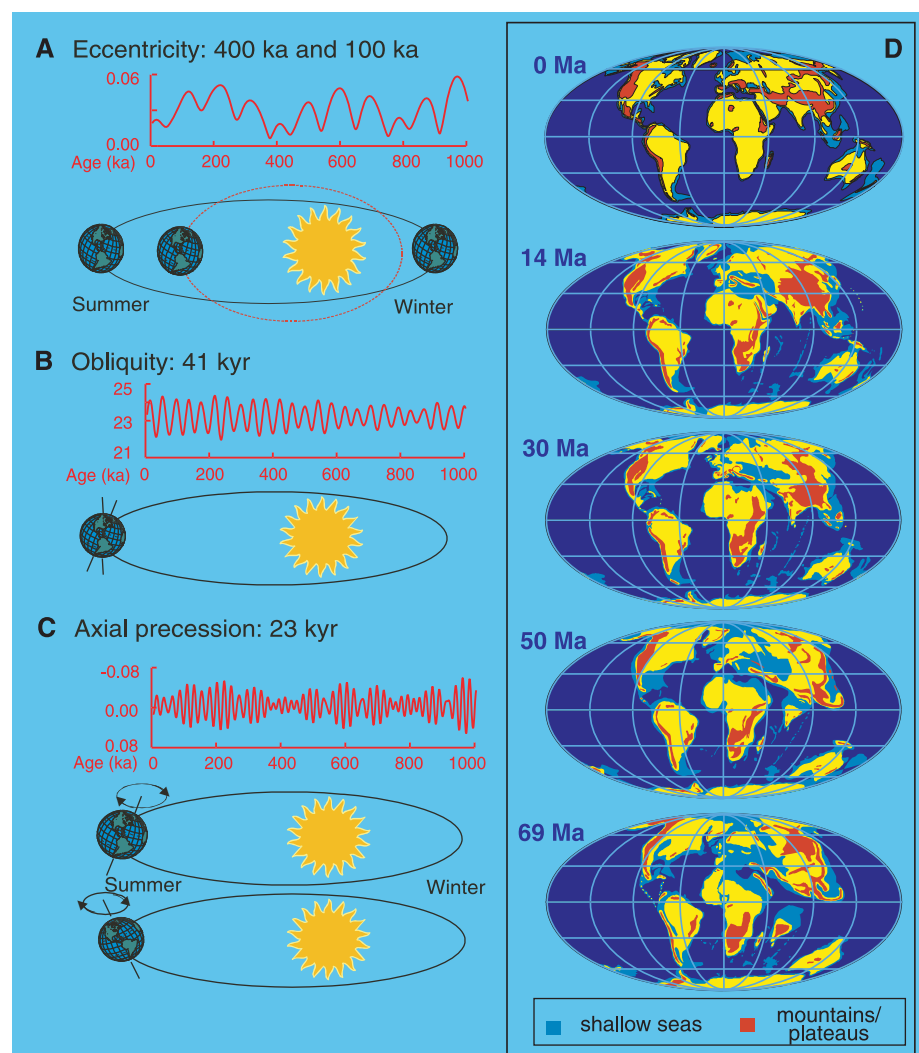 A Eccentricity: 400 ka and 100 ka
0.06
0.00
Age (ka) 0 200 400 600 800 1000
Summer
Winter
B Obliquity: 41 kyr
25
23
21
Age (ka) 0 200 400 600 800 1000
C Axial precession: 23 kyr
-0.08
0.00
0.08
Age (ka) 0 200 400 600 800 1000
Summer
Winter
D
0 Ma
14 Ma
30 Ma
50 Ma
69 Ma
shallow seas
mountains/
plateaus